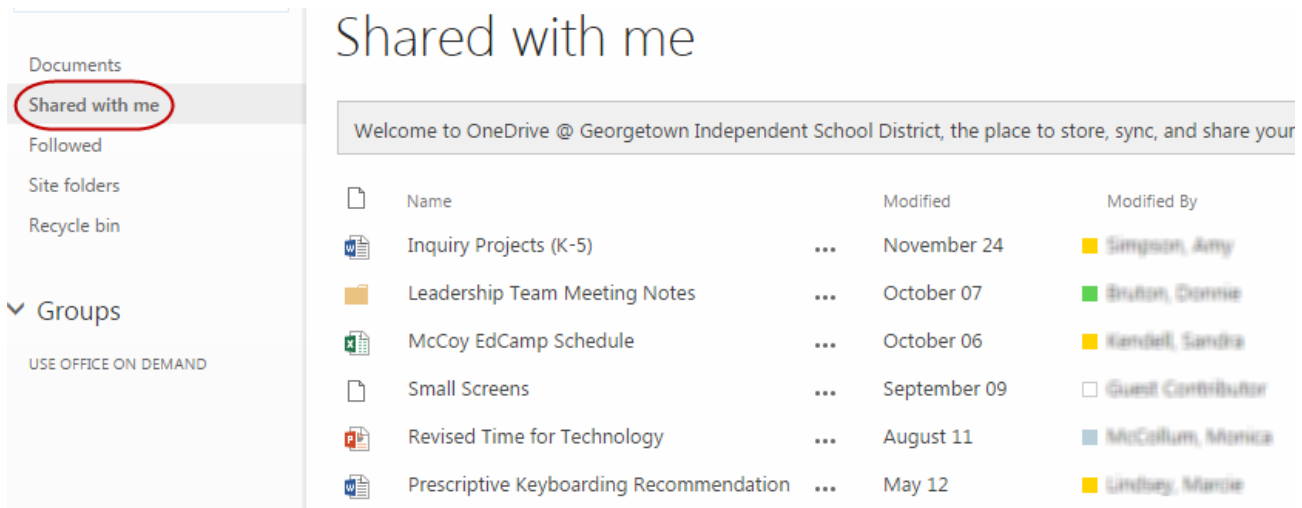 Shared with me
Documents
Shared with me
Followed
Site folders
Recycle bin
Groups
USE OFFICE ON DEMAND
Welcome to OneDrive @ Georgetown Independent School District, the place to store, sync, and share your
Name Modified Modified By
Inquiry Projects (K-5) ... November 24
Leadership Team Meeting Notes ... October 07
McCoy EdCamp Schedule ... October 06
Small Screens ... September 09
Revised Time for Technology ... August 11
Prescriptive Keyboarding Recommendation ... May 12